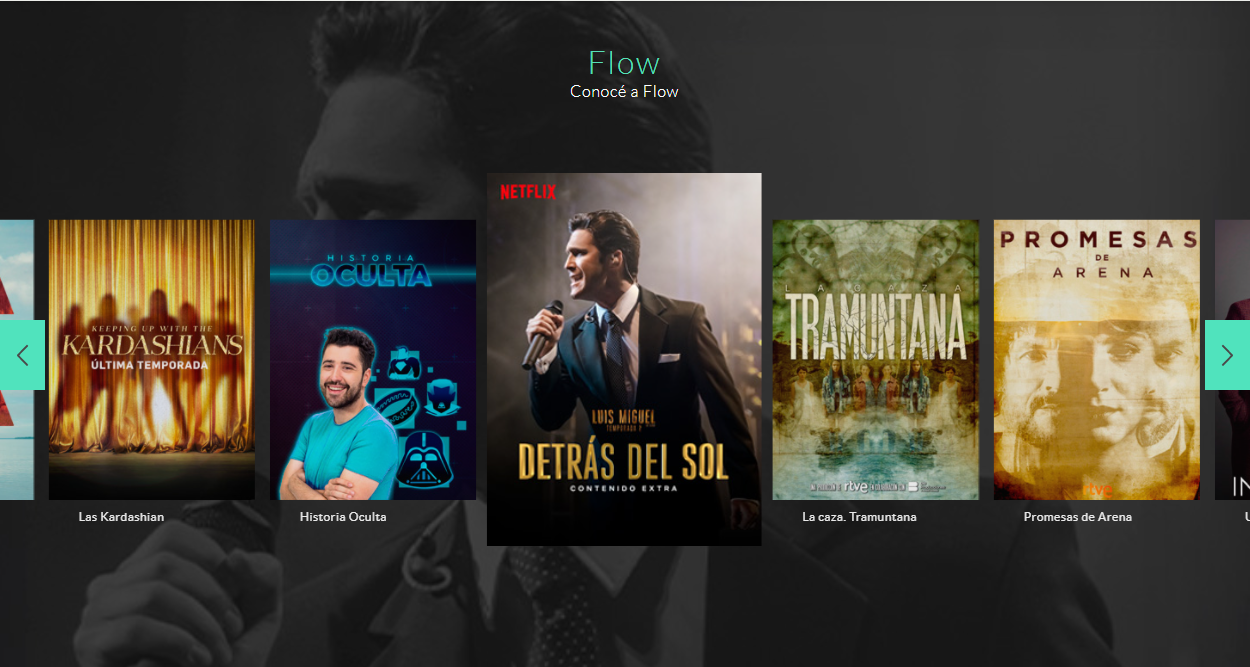 Flow
Conocé a Flow
KEEPING UP WITH THE
KARDASHIANS
ÚLTIMA TEMPORADA
HISTORIA
OCULTA
NETFLIX
LUIS MIGUEL
TEMPORADA 2
DETRÁS DEL SOL
CONTENIDO EXTRA
LA CAZA
TRAMUNTANA
rtve
PROMESAS
DE
ARENA
rtve
IN
Las Kardashian
Historia Oculta
La caza. Tramuntana
Promesas de Arena